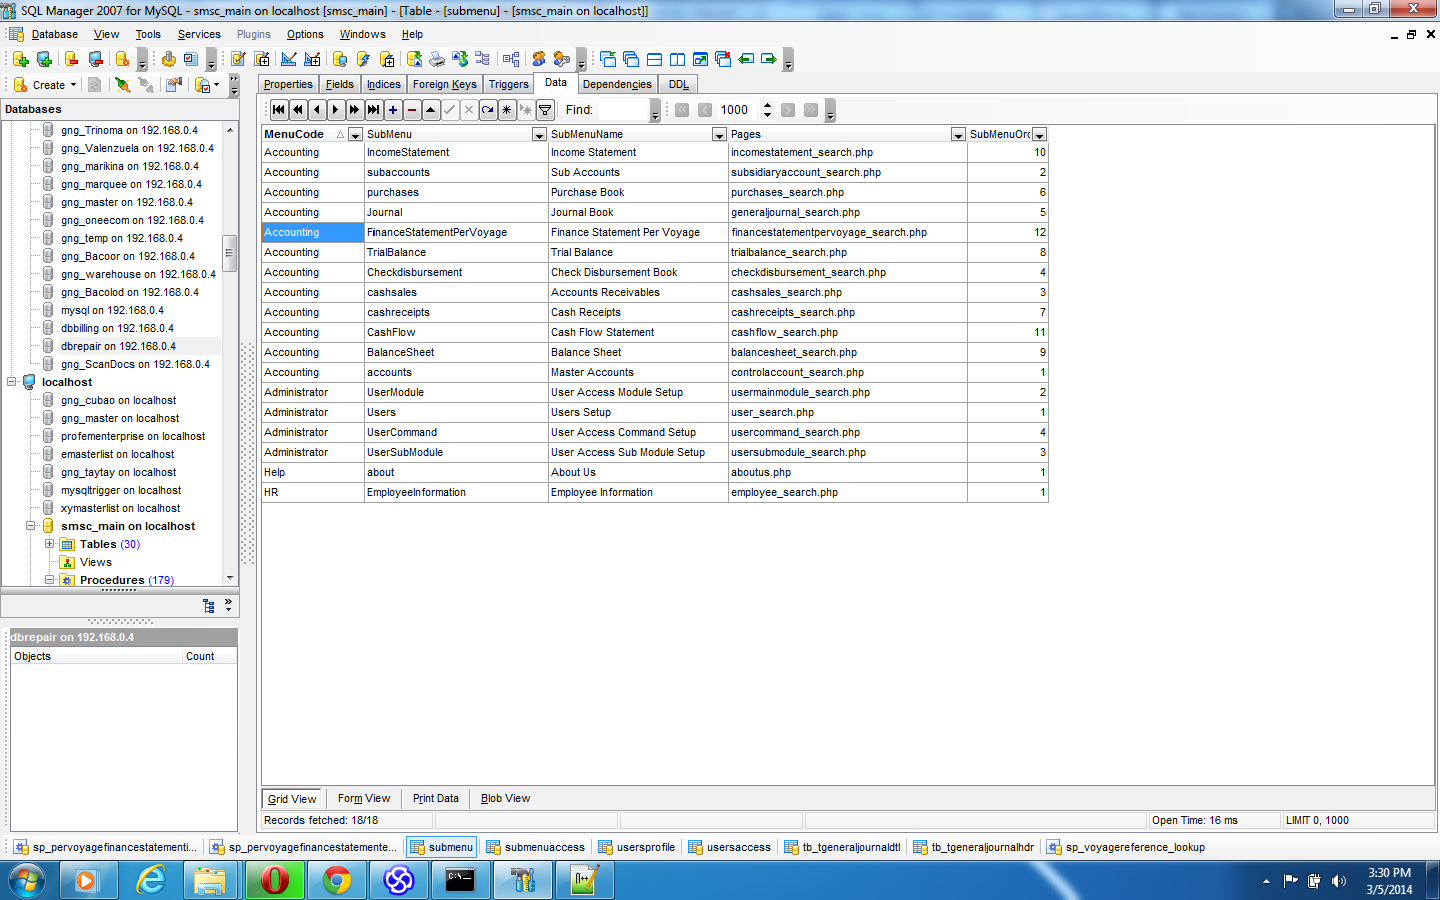 SQL Manager 2007 for MySQL - smsc_main on localhost [smsc_main] - [Table - [submenu] - [smsc_main on localhost]]
Database View Tools Services Plugins Options Windows Help
Create
Properties Fields Indices Foreign Keys Triggers Data Dependencies DDL
Databases
Find: 1000
gng_Trinoma on 192.168.0.4
gng_Valenzuela on 192.168.0.4
gng_marikina on 192.168.0.4
gng_marquee on 192.168.0.4
gng_master on 192.168.0.4
gng_oneecom on 192.168.0.4
gng_temp on 192.168.0.4
gng_Bacoor on 192.168.0.4
gng_warehouse on 192.168.0.4
gng_Bacolod on 192.168.0.4
mysql on 192.168.0.4
dbbilling on 192.168.0.4
dbrepair on 192.168.0.4
gng_ScanDocs on 192.168.0.4
localhost
gng_cubao on localhost
gng_master on localhost
profementerprise on localhost
emasterlist on localhost
gng_taytay on localhost
mysqltrigger on localhost
xymasterlist on localhost
smsc_main on localhost
Tables (30)
Views
Procedures (179)
dbrepair on 192.168.0.4
Objects Count
MenuCode SubMenu SubMenuName Pages SubMenuOrc
Accounting IncomeStatement Income Statement incomestatement_search.php 10
Accounting subaccounts Sub Accounts subsidiaryaccount_search.php 2
Accounting purchases Purchase Book purchases_search.php 6
Accounting Journal Journal Book generaljournal_search.php 5
Accounting FinanceStatementPerVoyage Finance Statement Per Voyage financestatementpervoyage_search.php 12
Accounting TrialBalance Trial Balance trialbalance_search.php 8
Accounting Checkdisbursement Check Disbursement Book checkdisbursement_search.php 4
Accounting cashsales Accounts Receivables cashsales_search.php 3
Accounting cashreceipts Cash Receipts cashreceipts_search.php 7
Accounting CashFlow Cash Flow Statement cashflow_search.php 11
Accounting BalanceSheet Balance Sheet balancesheet_search.php 9
Accounting accounts Master Accounts controlaccount_search.php 1
Administrator UserModule User Access Module Setup usermainmodule_search.php 2
Administrator Users Users Setup user_search.php 1
Administrator UserCommand User Access Command Setup usercommand_search.php 4
Administrator UserSubModule User Access Sub Module Setup usersubmodule_search.php 3
Help about About Us aboutus.php 1
HR EmployeeInformation Employee Information employee_search.php 1
Grid View Form View Print Data Blob View
Records fetched: 18/18 Open Time: 16 ms LIMIT 0, 1000
sp_pervoyagefinancestatementi... sp_pervoyagefinancestatemente... submenu submenuaccess usersprofile usersaccess tb_tgeneraljournaldtl tb_tgeneraljournalhdr sp_voyagereference_lookup
3:30 PM
3/5/2014